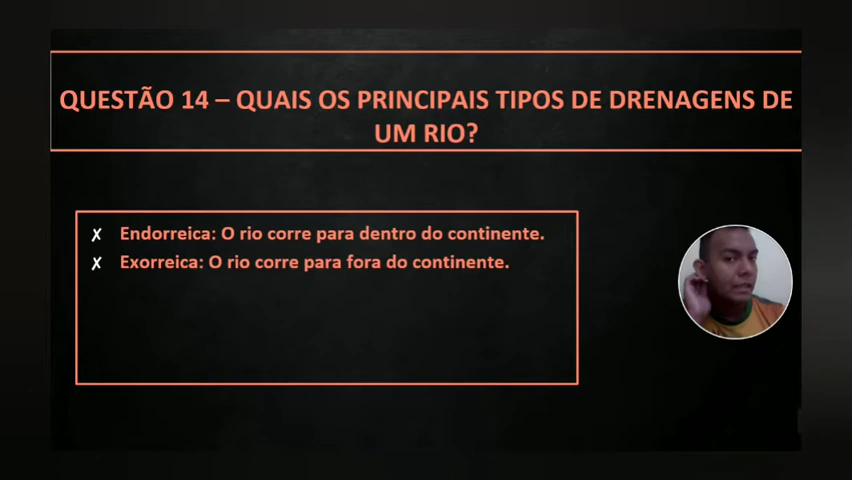 QUESTÃO 14 – QUAIS OS PRINCIPAIS TIPOS DE DRENAGENS DE
UM RIO?
✗ Endorreica: O rio corre para dentro do continente.
✗ Exorreica: O rio corre para fora do continente.